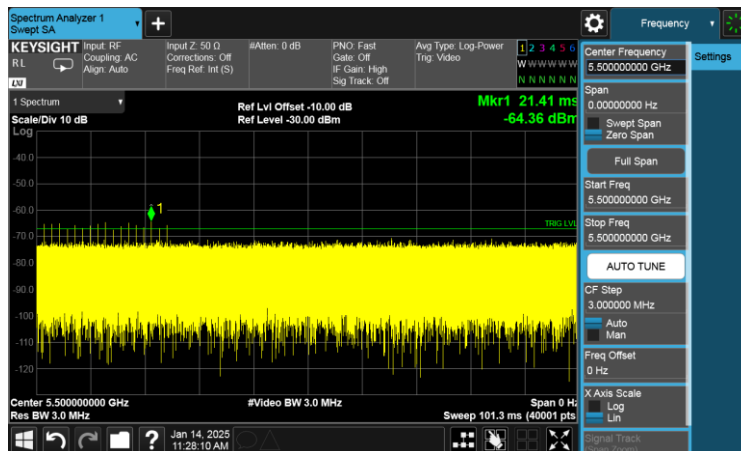 Spectrum Analyzer 1
Swept SA
+
Frequency
KEYSIGHT
RL
LXI
Input: RF
Coupling: AC
Align: Auto
Input Z: 50 Ω
Corrections: Off
Freq Ref: Int (S)
#Atten: 0 dB
PNO: Fast
Gate: Off
IF Gain: High
Sig Track: Off
Avg Type: Log-Power
Trig: Video
1 2 3 4 5 6
W W W W W W
N N N N N N
Center Frequency
5.500000000 GHz
Settings
Span
0.00000000 Hz
Swept Span
Zero Span
Full Span
Start Freq
5.500000000 GHz
Stop Freq
5.500000000 GHz
AUTO TUNE
CF Step
3.000000 MHz
Auto
Man
Freq Offset
0 Hz
X Axis Scale
Log
Lin
Signal Track
(Span Zoom)
1 Spectrum
Scale/Div 10 dB
Log
Ref Lvl Offset -10.00 dB
Ref Level -30.00 dBm
Mkr1 21.41 ms
-64.36 dBm
-40.0
-50.0
-60.0
-70.0
-80.0
-90.0
-100
-110
-120
1
TRIG LVL
Center 5.500000000 GHz
Res BW 3.0 MHz
#Video BW 3.0 MHz
Span 0 Hz
Sweep 101.3 ms (40001 pts
?
Jan 14, 2025
11:28:10 AM